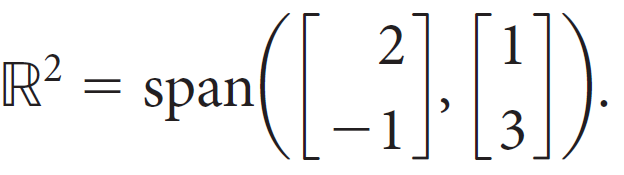 ℝ² = span([2 −1], [1 3]).